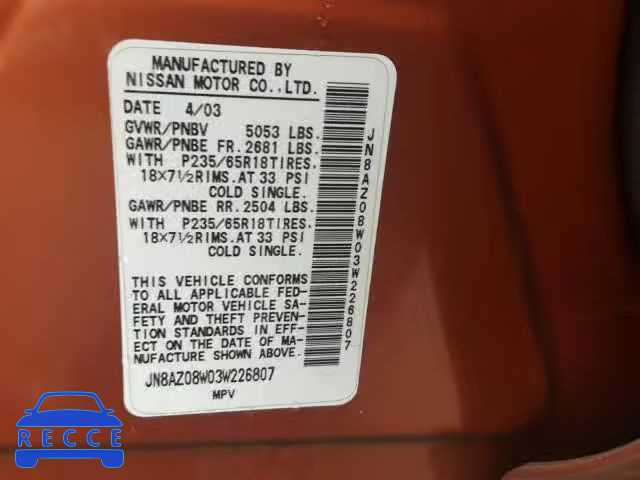 MANUFACTURED BY
NISSAN MOTOR CO.,LTD.
DATE 4/03
GVWR/PNBV 5053 LBS.
GAWR/PNBE FR. 2681 LBS.
WITH P235/65R18TIRES.
18×7½RIMS.AT 33 PSI
COLD SINGLE.
GAWR/PNBE RR. 2504 LBS.
WITH P235/65R18TIRES.
18×7½RIMS.AT 33 PSI
COLD SINGLE.
THIS VEHICLE CONFORMS
TO ALL APPLICABLE FED-
ERAL MOTOR VEHICLE SA-
FETY AND THEFT PREVEN-
TION STANDARDS IN EFF-
ECT ON THE DATE OF MA-
NUFACTURE SHOWN ABOVE.
JN8AZ08W03W226807
MPV
JN8AZ08W03W226807
RECCE